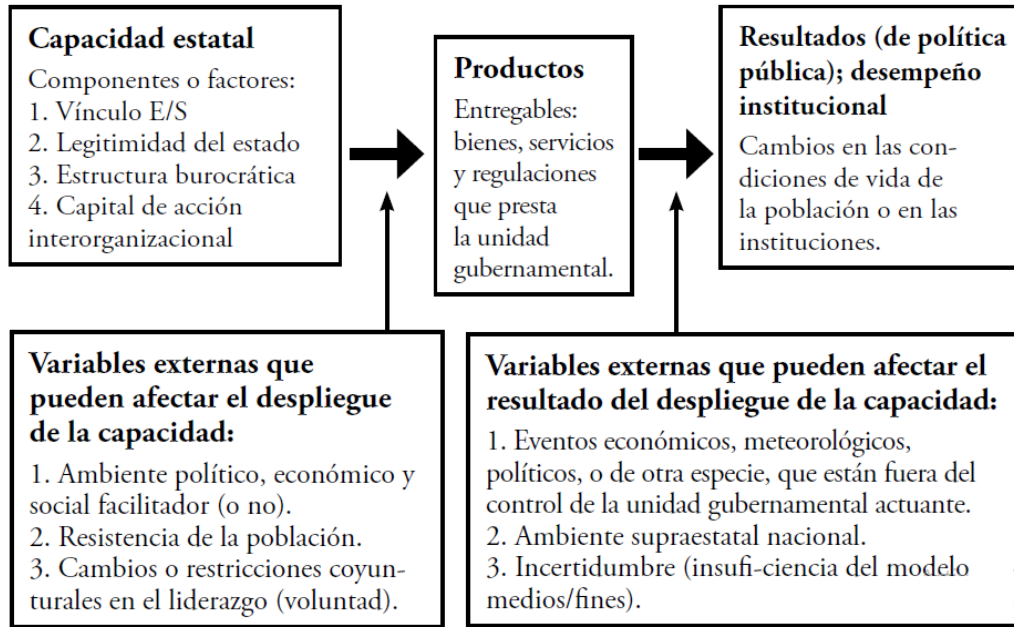 Capacidad estatal
Componentes o factores:
1. Vínculo E/S
2. Legitimidad del estado
3. Estructura burocrática
4. Capital de acción
interorganizacional
Productos
Entregables:
bienes, servicios
y regulaciones
que presta
la unidad
gubernamental.
Resultados (de política
pública); desempeño
institucional
Cambios en las con-
diciones de vida de
la población o en las
instituciones.
Variables externas que
pueden afectar el despliegue
de la capacidad:
1. Ambiente político, económico y
social facilitador (o no).
2. Resistencia de la población.
3. Cambios o restricciones coyun-
turales en el liderazgo (voluntad).
Variables externas que pueden afectar el
resultado del despliegue de la capacidad:
1. Eventos económicos, meteorológicos,
políticos, o de otra especie, que están fuera del
control de la unidad gubernamental actuante.
2. Ambiente supraestatal nacional.
3. Incertidumbre (insufi-ciencia del modelo
medios/fines).